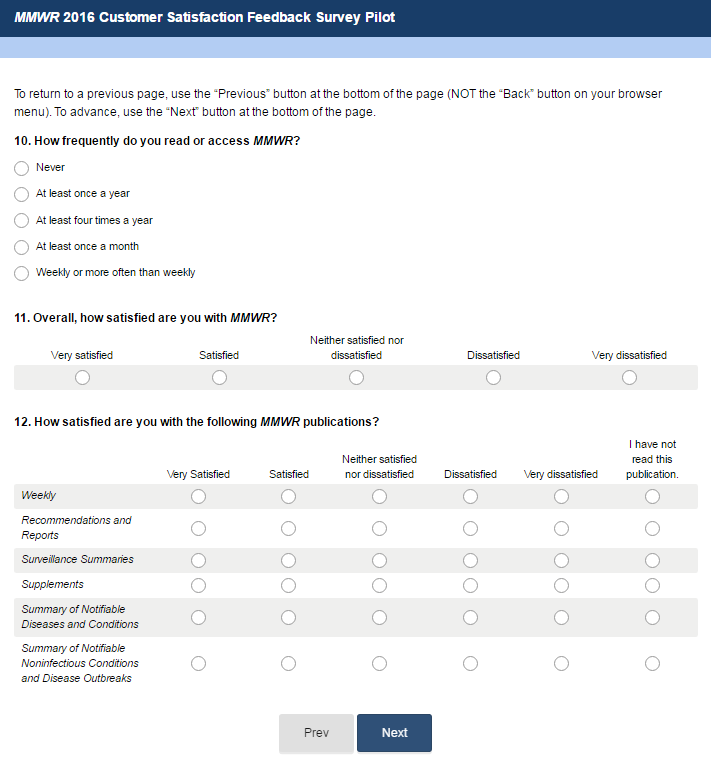 MMWR 2016 Customer Satisfaction Feedback Survey Pilot
To return to a previous page, use the “Previous” button at the bottom of the page (NOT the “Back” button on your browser
menu). To advance, use the “Next” button at the bottom of the page.
10. How frequently do you read or access MMWR?
Never
At least once a year
At least four times a year
At least once a month
Weekly or more often than weekly
11. Overall, how satisfied are you with MMWR?
Neither satisfied nor
Very satisfied Satisfied dissatisfied Dissatisfied Very dissatisfied
12. How satisfied are you with the following MMWR publications?
I have not
Neither satisfied read this
Very Satisfied Satisfied nor dissatisfied Dissatisfied Very dissatisfied publication.
Weekly
Recommendations and
Reports
Surveillance Summaries
Supplements
Summary of Notifiable
Diseases and Conditions
Summary of Notifiable
Noninfectious Conditions
and Disease Outbreaks
Prev Next